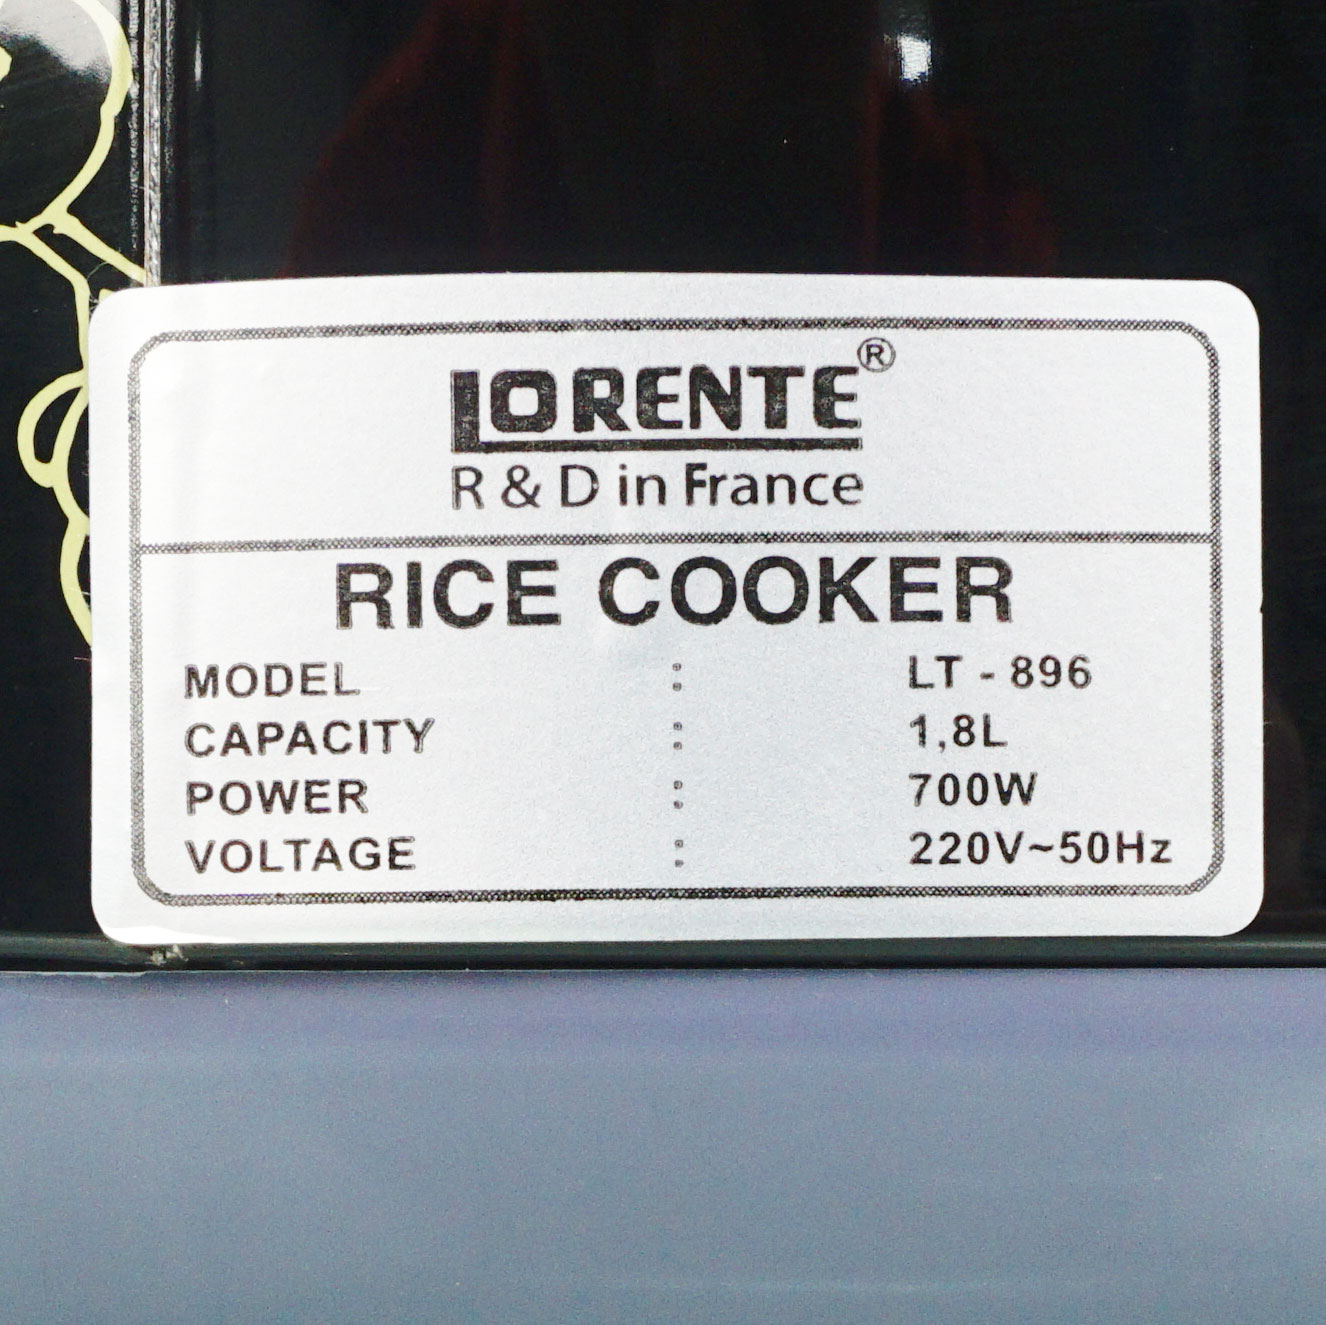 LORENTE®
R & D in France
RICE COOKER
MODEL : LT - 896
CAPACITY : 1,8L
POWER : 700W
VOLTAGE : 220V~50Hz